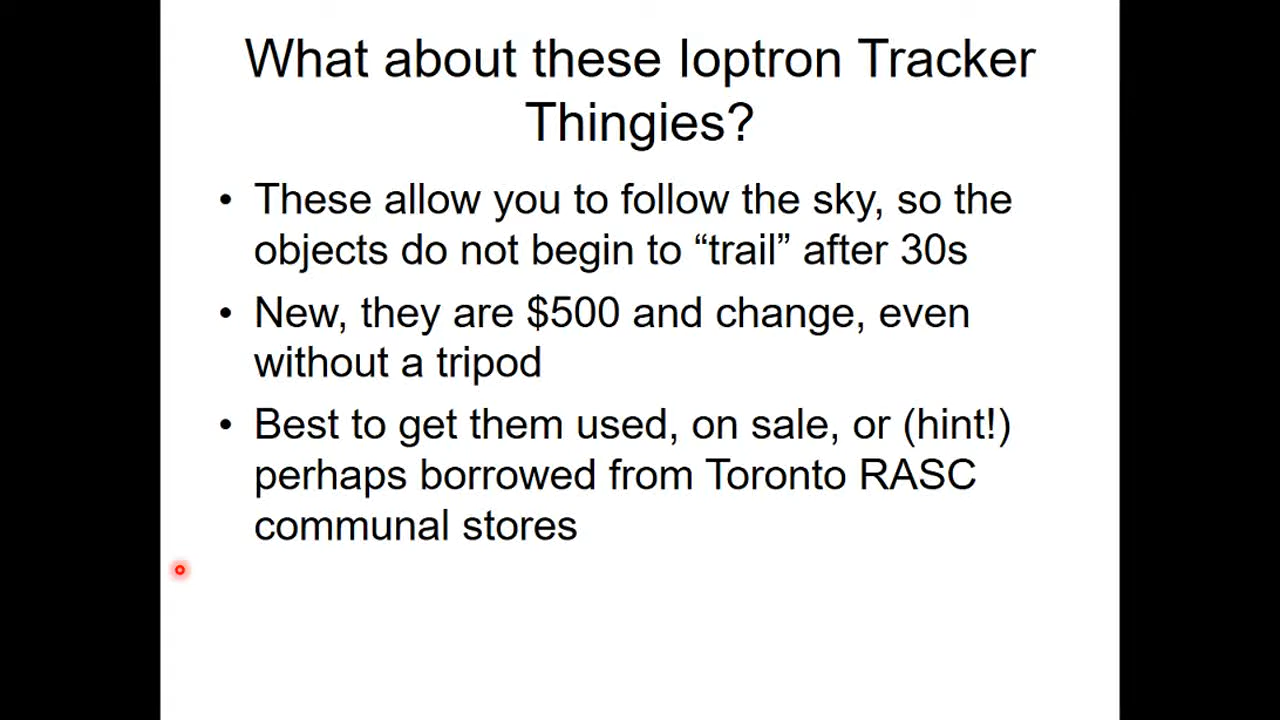 What about these Ioptron Tracker
Thingies?
• These allow you to follow the sky, so the
objects do not begin to “trail” after 30s
• New, they are $500 and change, even
without a tripod
• Best to get them used, on sale, or (hint!)
perhaps borrowed from Toronto RASC
communal stores